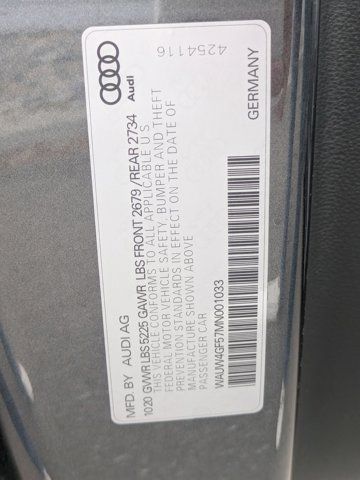 MFD. BY AUDI AG
Audi
10.20 GVWR LBS 5225 GAWR LBS FRONT 2679 / REAR 2734
THIS VEHICLE CONFORMS TO ALL APPLICABLE U S
FEDERAL MOTOR VEHICLE SAFETY, BUMPER AND THEFT
PREVENTION STANDARDS IN EFFECT ON THE DATE OF
MANUFACTURE SHOWN ABOVE
PASSENGER CAR
4254116
WAUW4GF57MN001033
GERMANY